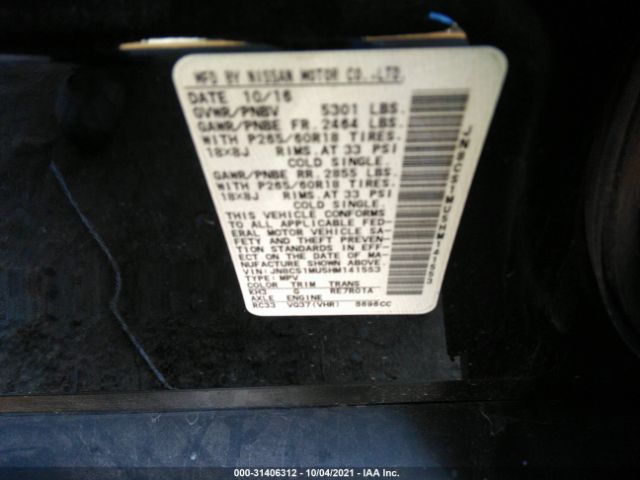 MFD BY NISSAN MOTOR CO.,LTD.
DATE 10/16
GVWR/PNBV 5301 LBS.
GAWR/PNBE FR. 2464 LBS.
WITH P265/60R18 TIRES.
18X8J RIMS.AT 33 PSI
COLD SINGLE.
GAWR/PNBE RR. 2855 LBS.
WITH P265/60R18 TIRES.
18X8J RIMS.AT 33 PSI
COLD SINGLE.
THIS VEHICLE CONFORMS
TO ALL APPLICABLE FED-
ERAL MOTOR VEHICLE SA-
FETY AND THEFT PREVEN-
TION STANDARDS IN EFF-
ECT ON THE DATE OF MA-
NUFACTURE SHOWN ABOVE.
VIN: JN8CS1MU5HM141553
TYPE: MPV
COLOR TRIM TRANS
KH3 G RE7R01A
AXLE ENGINE
RC33 VQ37(VHR) 3696CC
JN8CS1MU5HM141553
000-31406312 - 10/04/2021 - IAA Inc.